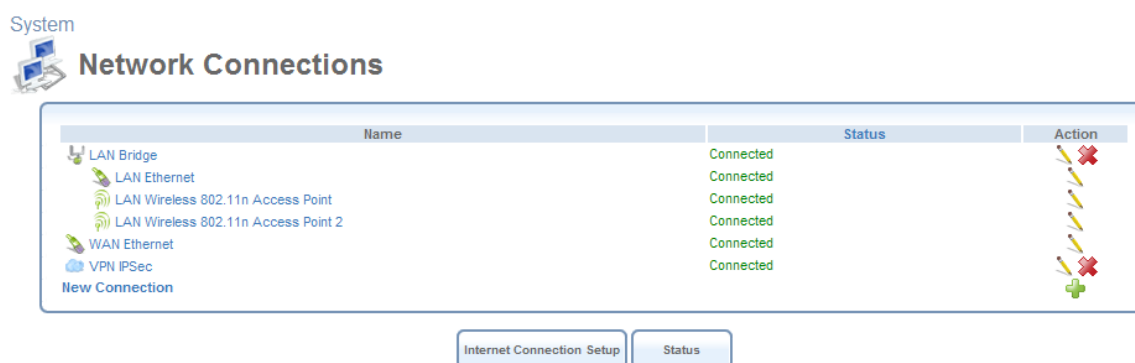 System
Network Connections
Name Status Action
LAN Bridge Connected
LAN Ethernet Connected
LAN Wireless 802.11n Access Point Connected
LAN Wireless 802.11n Access Point 2 Connected
WAN Ethernet Connected
VPN IPSec Connected
New Connection
Internet Connection Setup Status